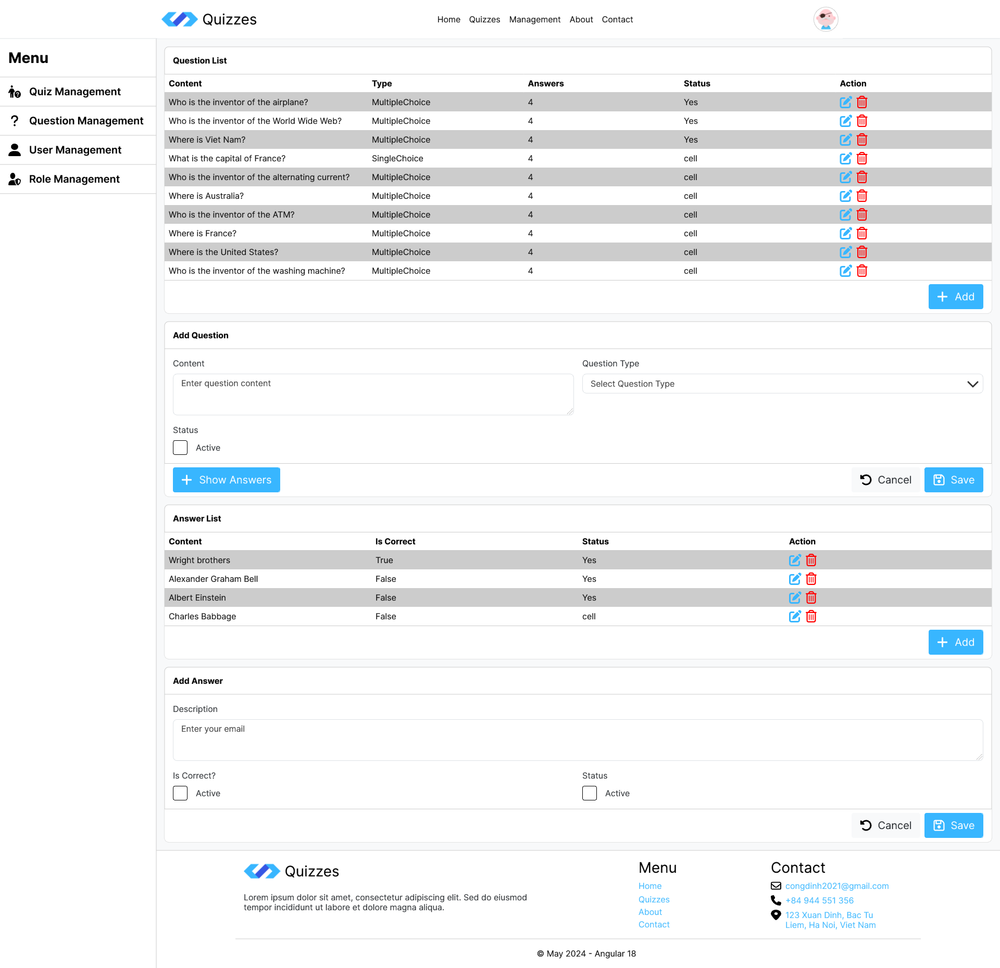 Quizzes
Home Quizzes Management About Contact
Menu
Quiz Management
Question Management
User Management
Role Management
Question List
Content Type Answers Status Action
Who is the inventor of the airplane? MultipleChoice 4 Yes
Who is the inventor of the World Wide Web? MultipleChoice 4 Yes
Where is Viet Nam? MultipleChoice 4 Yes
What is the capital of France? SingleChoice 4 cell
Who is the inventor of the alternating current? MultipleChoice 4 cell
Where is Australia? MultipleChoice 4 cell
Who is the inventor of the ATM? MultipleChoice 4 cell
Where is France? MultipleChoice 4 cell
Where is the United States? MultipleChoice 4 cell
Who is the inventor of the washing machine? MultipleChoice 4 cell
Add
Add Question
Content Question Type
Enter question content Select Question Type
Status
Active
Show Answers Cancel Save
Answer List
Content Is Correct Status Action
Wright brothers True Yes
Alexander Graham Bell False Yes
Albert Einstein False Yes
Charles Babbage False cell
Add
Add Answer
Description
Enter your email
Is Correct? Status
Active Active
Cancel Save
Quizzes
Lorem ipsum dolor sit amet, consectetur adipiscing elit. Sed do eiusmod
tempor incididunt ut labore et dolore magna aliqua.
Menu
Home
Quizzes
About
Contact
Contact
congdinh2021@gmail.com
+84 944 551 356
123 Xuan Dinh, Bac Tu
Liem, Ha Noi, Viet Nam
© May 2024 - Angular 18